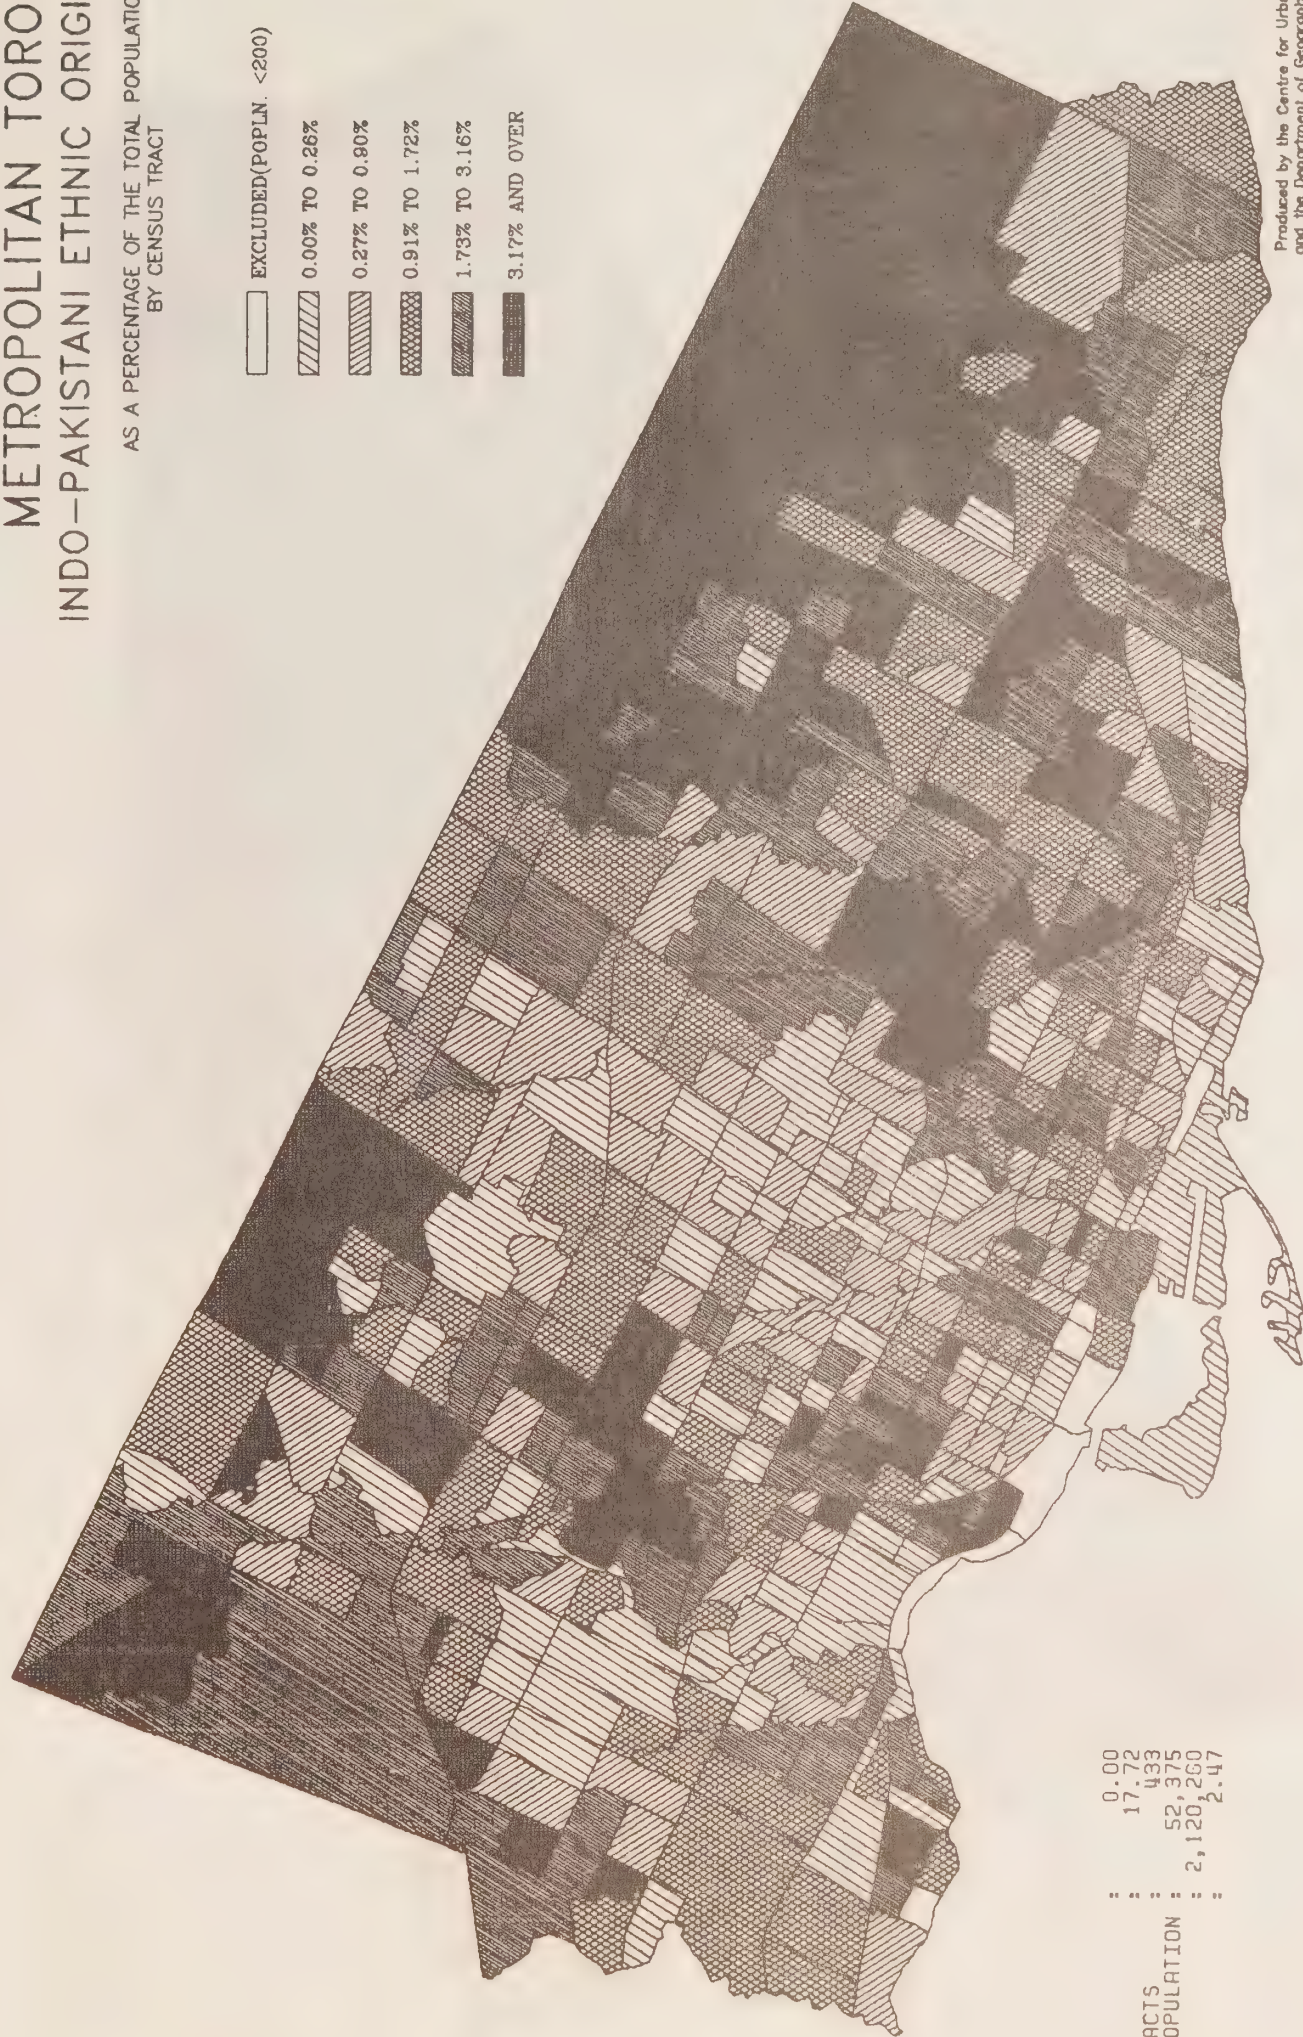 METROPOLITAN TORO
INDO-PAKISTANI ETHNIC ORIGI
AS A PERCENTAGE OF THE TOTAL POPULATIO
BY CENSUS TRACT
EXCLUDED(POPLN. <200)
0.00% TO 0.26%
0.27% TO 0.90%
0.91% TO 1.72%
1.73% TO 3.16%
3.17% AND OVER
: 0.00
: 17.72
ACTS : 433
OPULATION : 52,375
: 2,120,260
: 2.47
Produced by the Centre for Urb
and the Department of Geograph